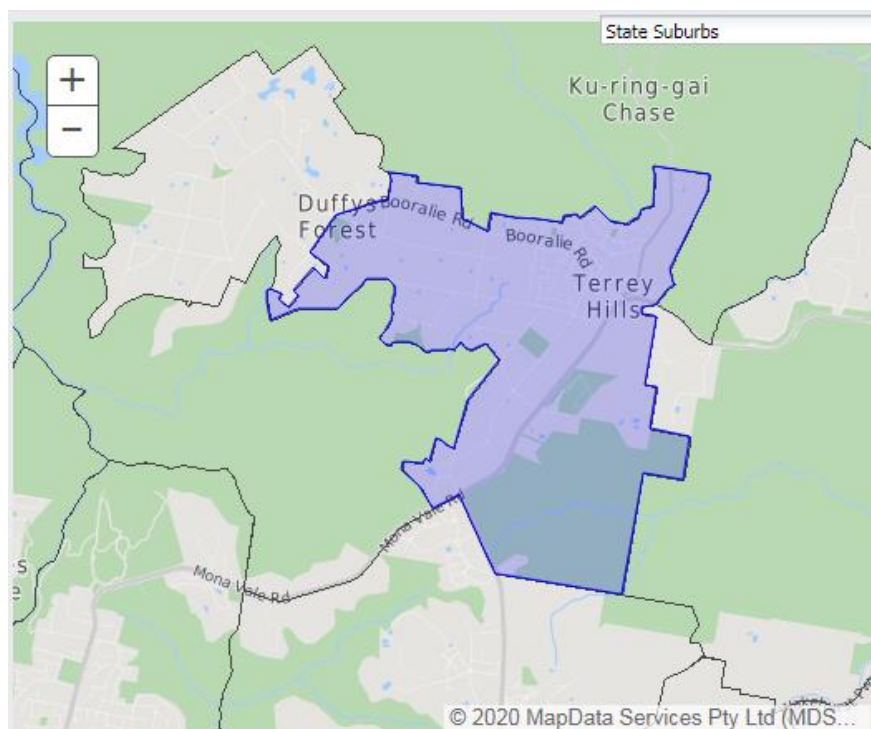 State Suburbs
+
−
Ku-ring-gai
Chase
Duffys
Forest
Booralie Rd
Booralie Rd
Terrey
Hills
Mona Vale Rd
Mona Vale Rd
© 2020 MapData Services Pty Ltd (MDS...